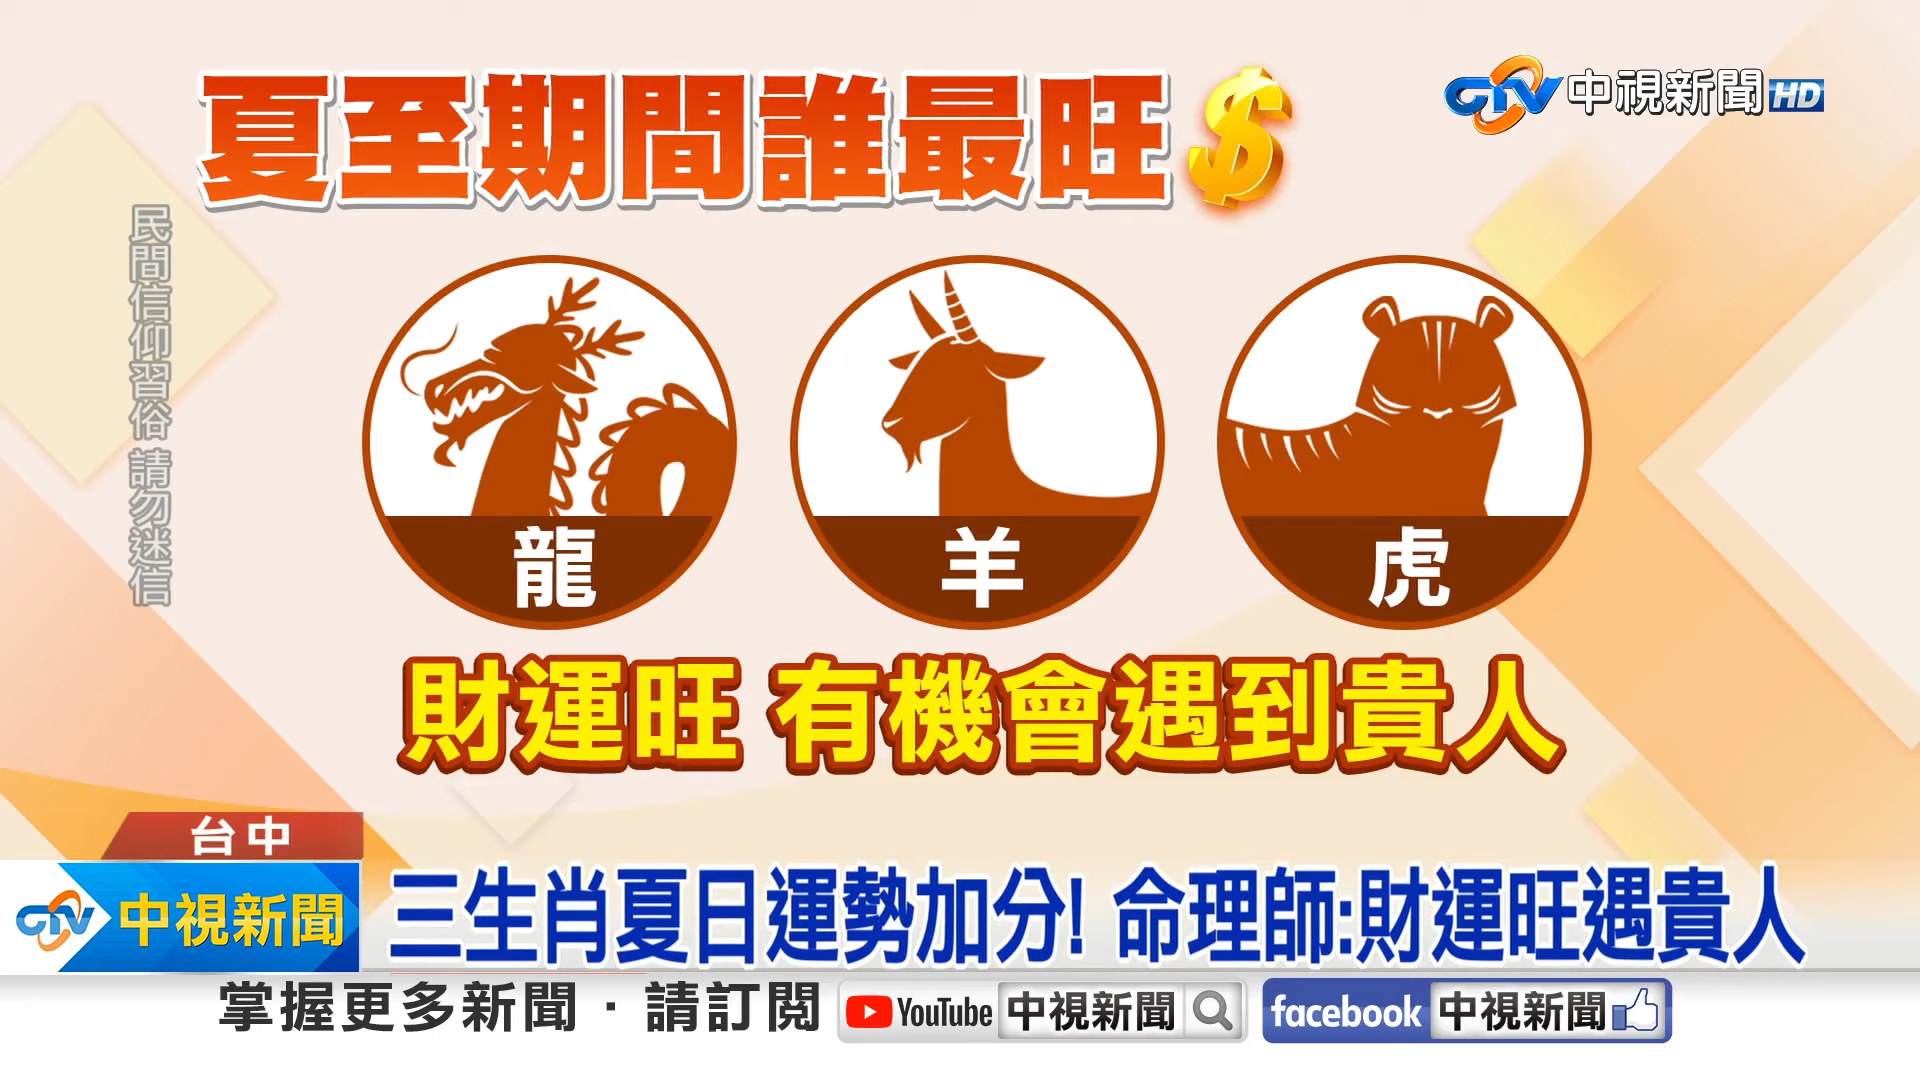 夏至期間誰最旺
CTV 中視新聞 HD
民間信仰習俗 請勿迷信
龍
羊
虎
財運旺 有機會遇到貴人
台中
CTV 中視新聞
三生肖夏日運勢加分! 命理師:財運旺遇貴人
掌握更多新聞‧請訂閱 YouTube 中視新聞 facebook 中視新聞